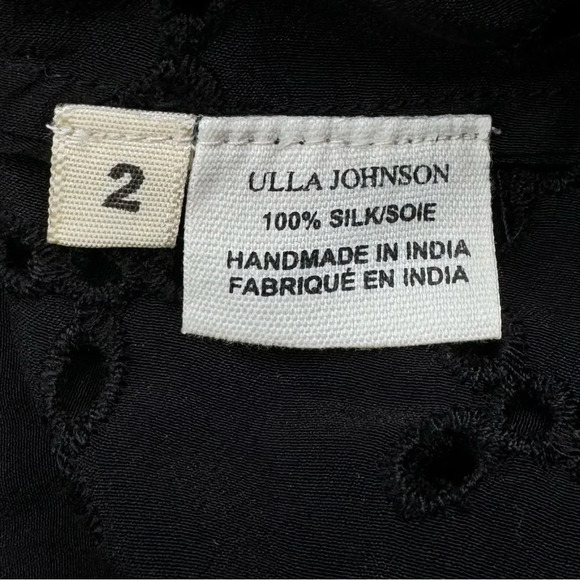 2
ULLA JOHNSON
100% SILK/SOIE
HANDMADE IN INDIA
FABRIQUÉ EN INDIA